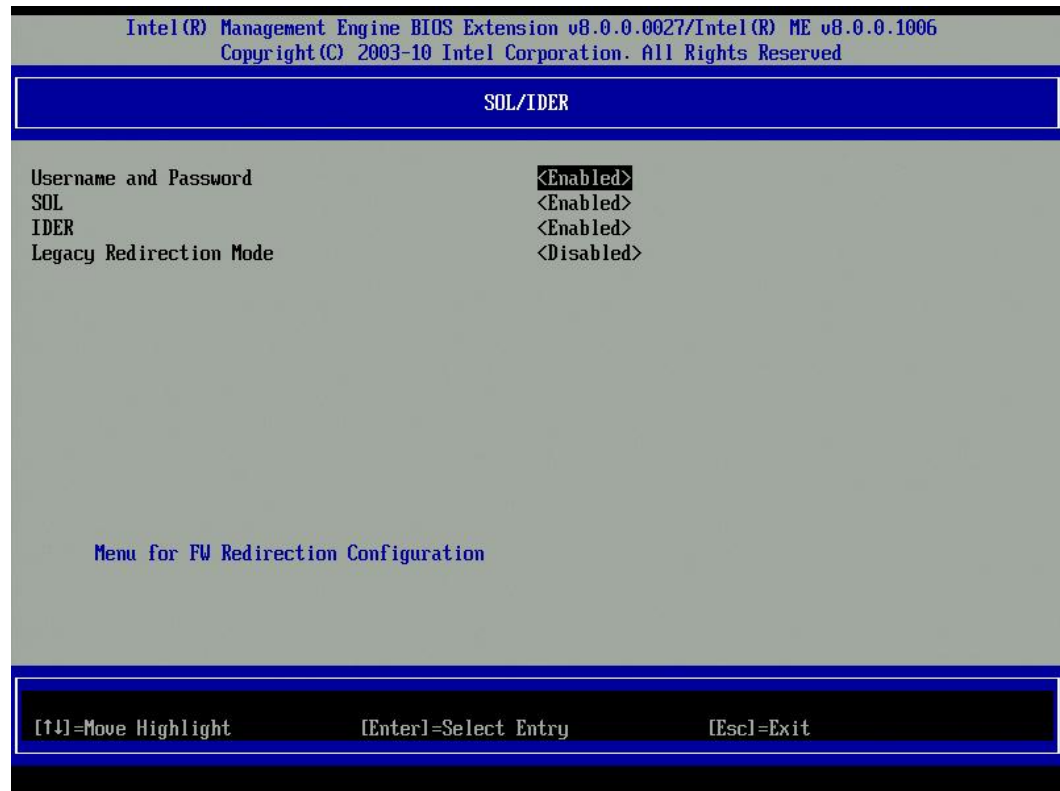 Intel(R) Management Engine BIOS Extension v8.0.0.0027/Intel(R) ME v8.0.0.1006
Copyright(C) 2003-10 Intel Corporation. All Rights Reserved
SOL/IDER
Username and Password <Enabled>
SOL <Enabled>
IDER <Enabled>
Legacy Redirection Mode <Disabled>
Menu for FW Redirection Configuration
[↑↓]=Move Highlight [Enter]=Select Entry [Esc]=Exit